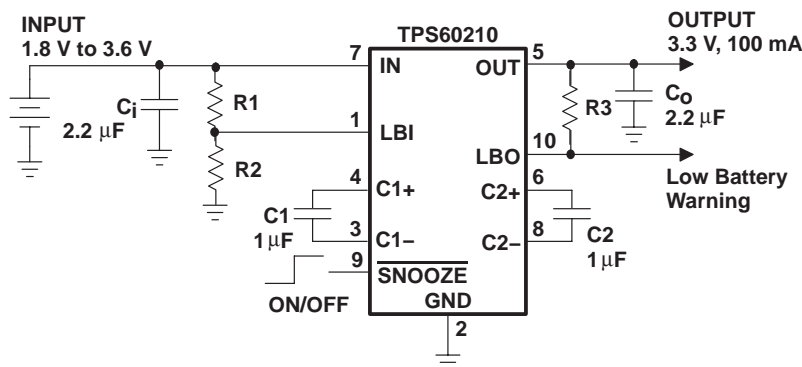 INPUT
1.8 V to 3.6 V
TPS60210
OUTPUT
3.3 V, 100 mA
7
IN
OUT
5
Ci
2.2 µF
R1
R3
Co
2.2 µF
1
LBI
R2
10
LBO
Low Battery
Warning
4
C1+
C2+
6
C1
1 µF
3
C1−
C2−
8
C2
1 µF
9
SNOOZE
ON/OFF
GND
2